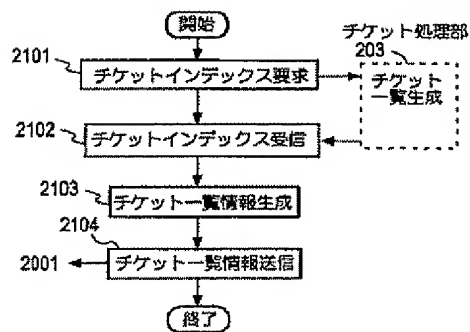 開始
チケット処理部
203
2101
チケットインデックス要求
チケット
一覧生成
2102
チケットインデックス受信
2103
チケット一覧情報生成
2104
2001
チケット一覧情報送信
終了